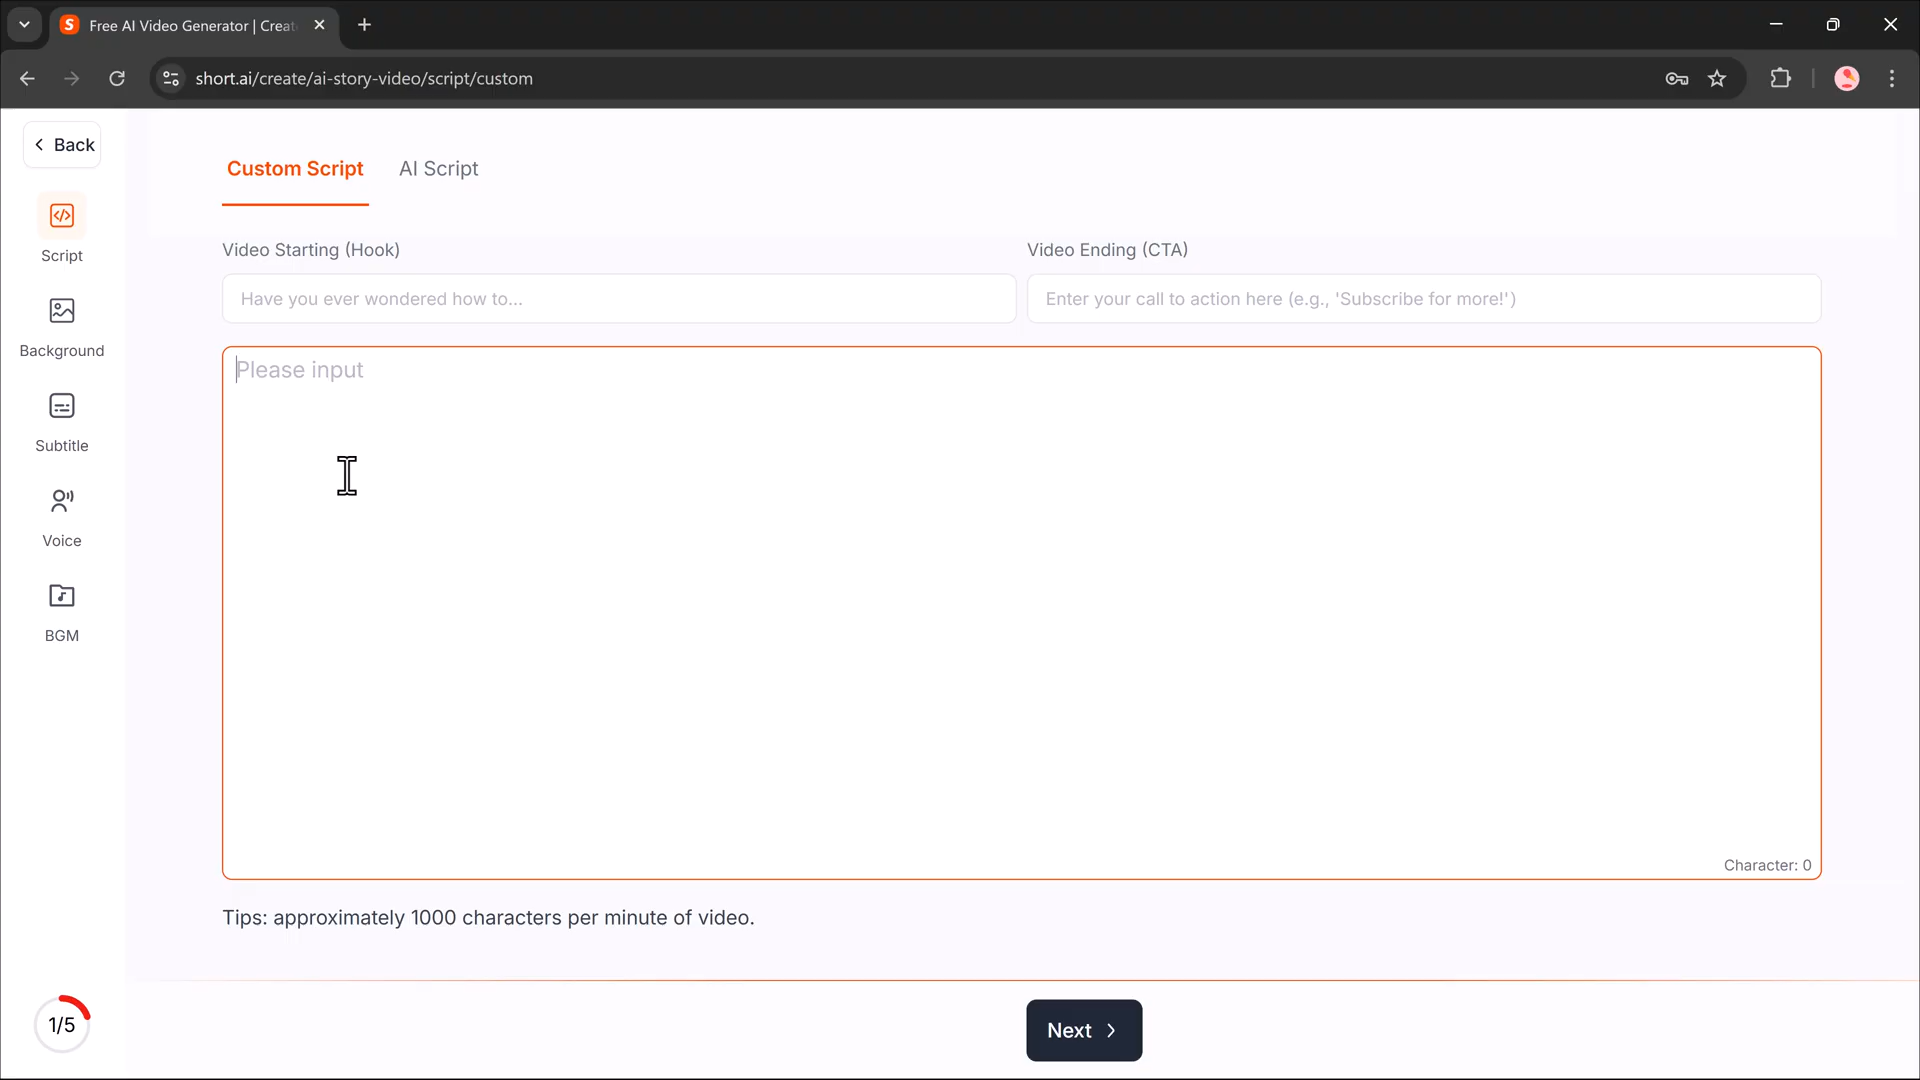 Free AI Video Generator | Creat
short.ai/create/ai-story-video/script/custom
Back
Custom Script
AI Script
Script
Video Starting (Hook)
Video Ending (CTA)
Have you ever wondered how to...
Enter your call to action here (e.g., 'Subscribe for more!')
Background
Please input
Subtitle
Voice
BGM
Character: 0
Tips: approximately 1000 characters per minute of video.
1/5
Next